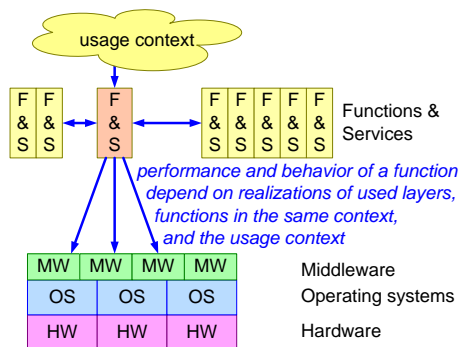 usage context
F F F F F F F F
& & & & & & & &
S S S S S S S S
Functions &
Services
performance and behavior of a function
depend on realizations of used layers,
functions in the same context,
and the usage context
MW MW MW MW Middleware
OS OS OS Operating systems
HW HW HW Hardware